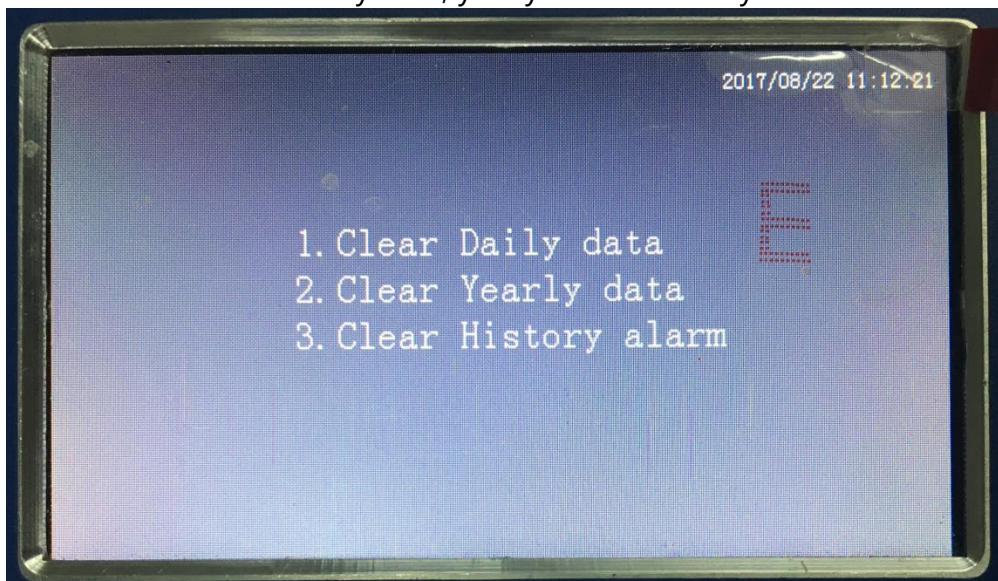 2017/08/22 11:12:21
E
1. Clear Daily data
2. Clear Yearly data
3. Clear History alarm